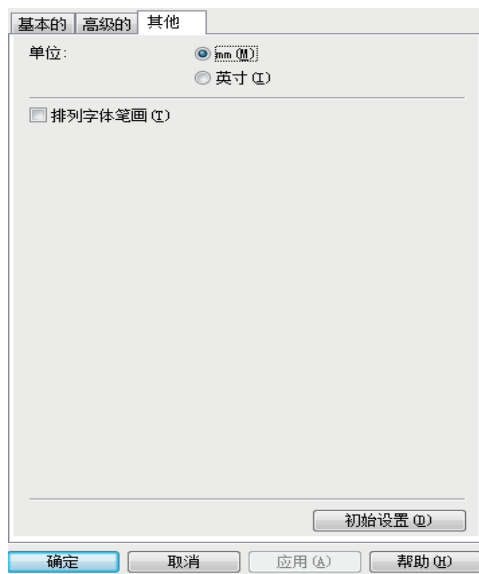 基本的 高级的 其他
单位: mm(M)
英寸(I)
排列字体笔画(T)
初始设置(D)
确定 取消 应用(A) 帮助(H)